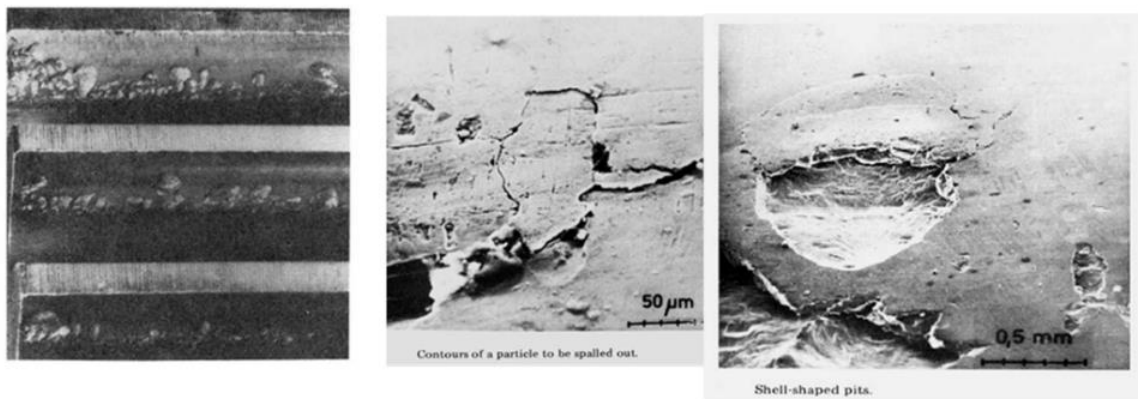 50 µm
0,5 mm
Contours of a particle to be spalled out.
Shell-shaped pits.